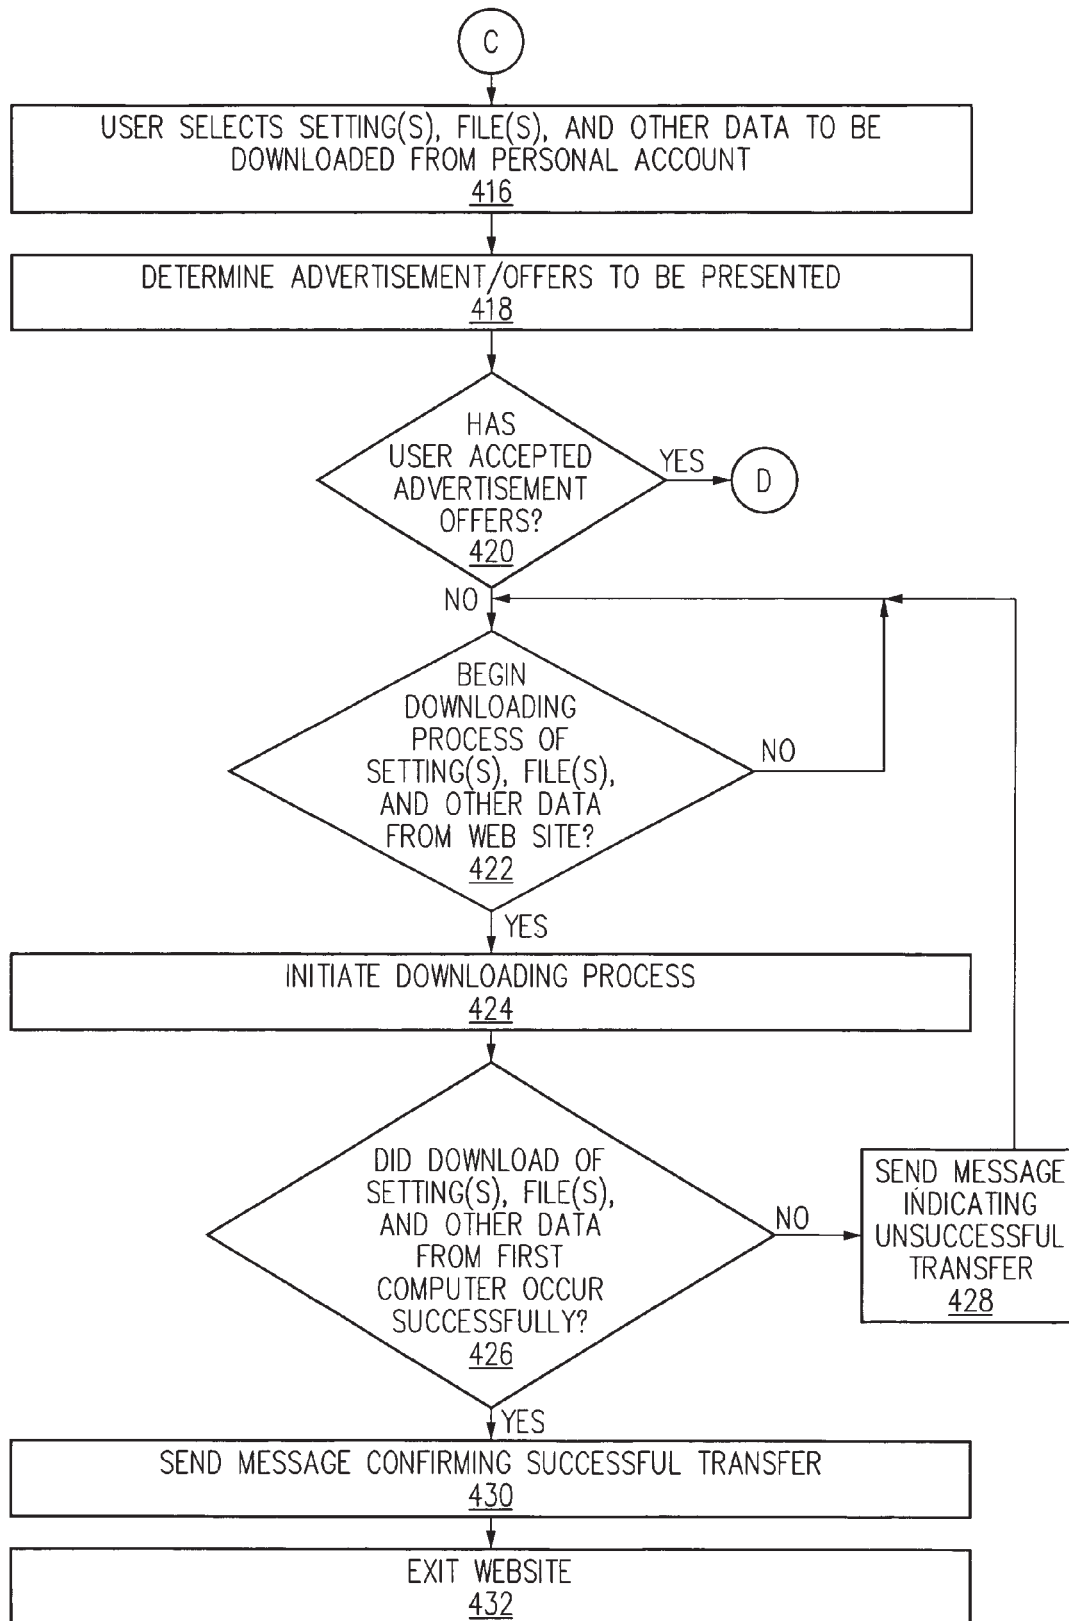 C
USER SELECTS SETTING(S), FILE(S), AND OTHER DATA TO BE
DOWNLOADED FROM PERSONAL ACCOUNT
416
DETERMINE ADVERTISEMENT/OFFERS TO BE PRESENTED
418
HAS
USER ACCEPTED
ADVERTISEMENT
OFFERS?
420
YES
D
NO
BEGIN
DOWNLOADING
PROCESS OF
SETTING(S), FILE(S),
AND OTHER DATA
FROM WEB SITE?
422
NO
YES
INITIATE DOWNLOADING PROCESS
424
DID DOWNLOAD OF
SETTING(S), FILE(S),
AND OTHER DATA
FROM FIRST
COMPUTER OCCUR
SUCCESSFULLY?
426
NO
SEND MESSAGE
INDICATING
UNSUCCESSFUL
TRANSFER
428
YES
SEND MESSAGE CONFIRMING SUCCESSFUL TRANSFER
430
EXIT WEBSITE
432